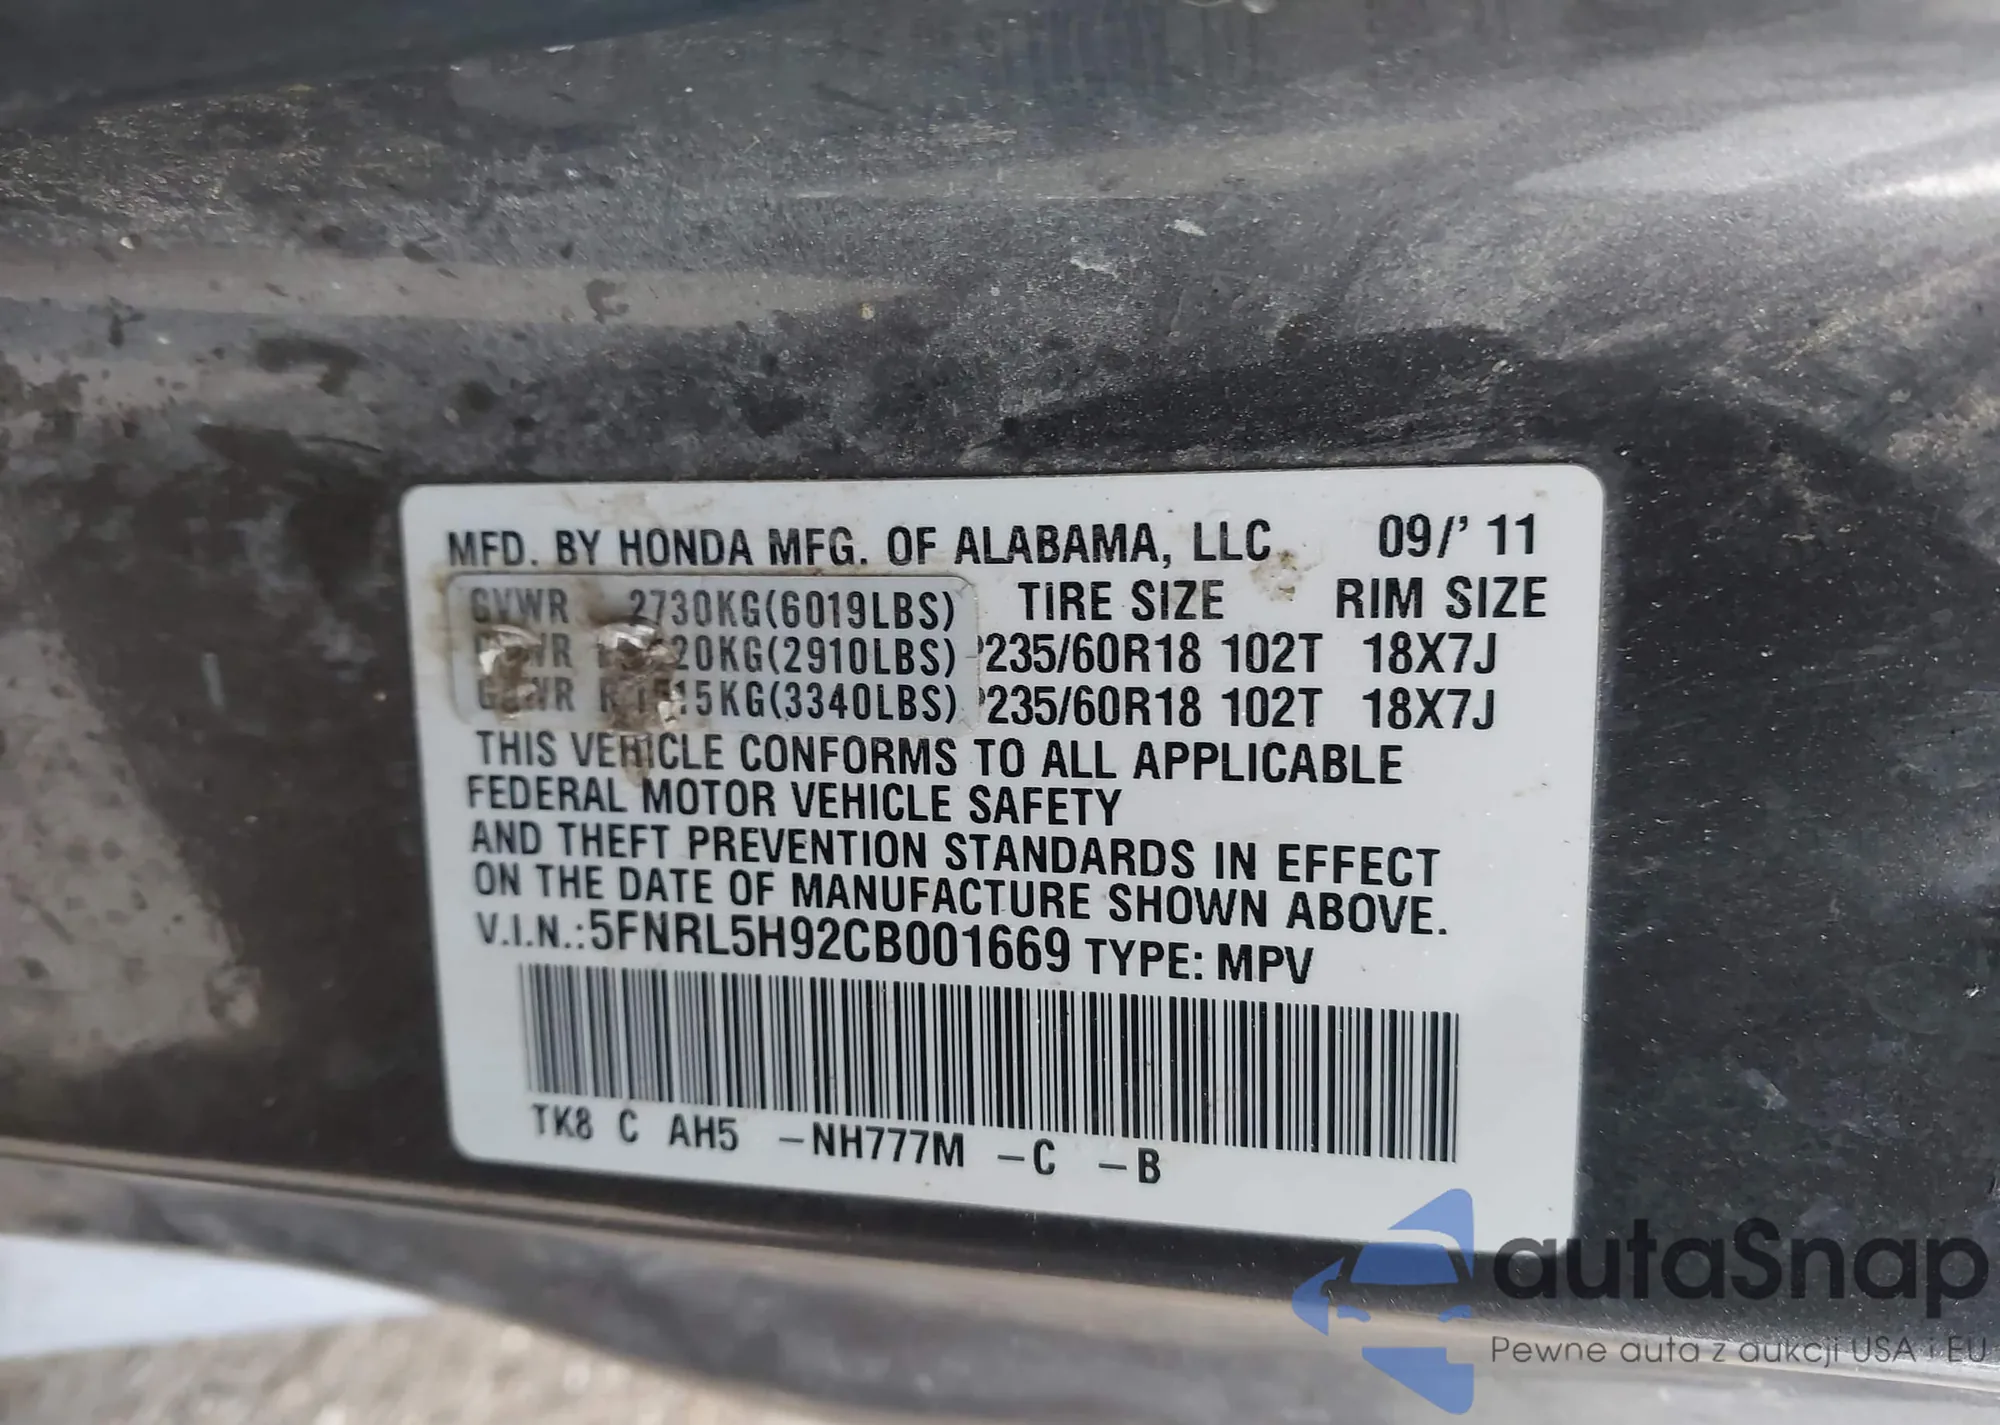 MFD. BY HONDA MFG. OF ALABAMA, LLC 09/' 11
GVWR 2730KG(6019LBS) TIRE SIZE RIM SIZE
20KG(2910LBS) P235/60R18 102T 18X7J
15KG(3340LBS) P235/60R18 102T 18X7J
THIS VEHICLE CONFORMS TO ALL APPLICABLE
FEDERAL MOTOR VEHICLE SAFETY
AND THEFT PREVENTION STANDARDS IN EFFECT
ON THE DATE OF MANUFACTURE SHOWN ABOVE.
V.I.N.:5FNRL5H92CB001669 TYPE: MPV
TK8 C AH5 -NH777M -C -B
autaSnap
Pewne auta z aukcji USA i EU